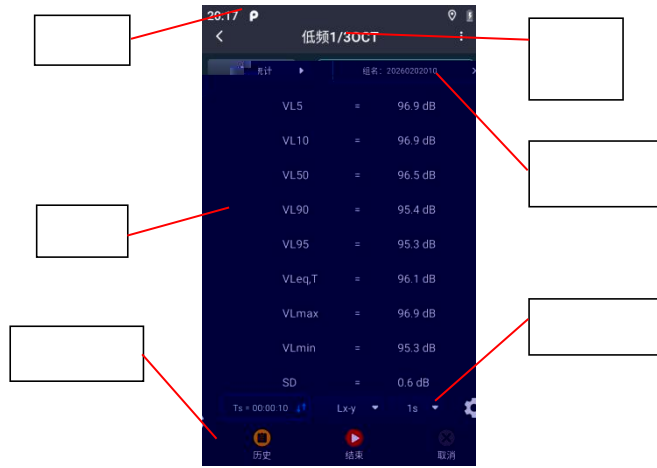 20:17
低频1/3OCT
统计 组名: 20260202010
VL5 = 96.9 dB
VL10 = 96.9 dB
VL50 = 96.5 dB
VL90 = 95.4 dB
VL95 = 95.3 dB
VLeq,T = 96.1 dB
VLmax = 96.9 dB
VLmin = 95.3 dB
SD = 0.6 dB
Ts = 00:00:10 Lx-y 1s
历史 结束 取消